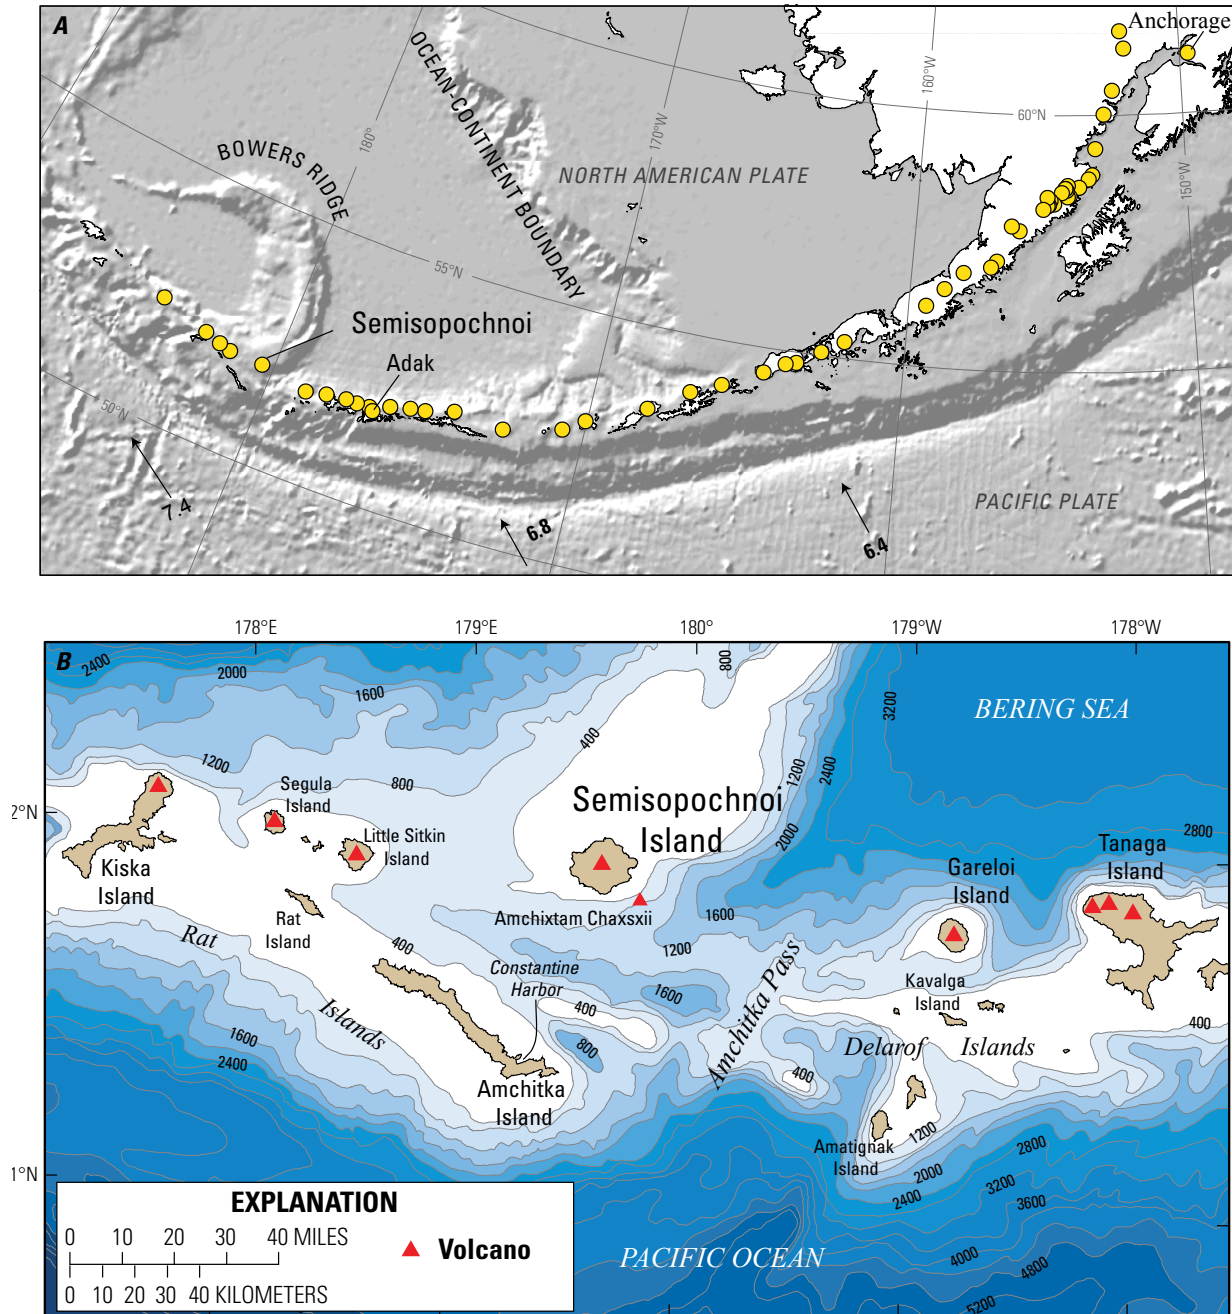 A
Anchorage
OCEAN-CONTINENT BOUNDARY
160°W
60°N
170°W
180°
150°W
BOWERS RIDGE
NORTH AMERICAN PLATE
55°N
Semisopochnoi
Adak
50°N
7.4
6.8
6.4
PACIFIC PLATE
178°E
179°E
180°
179°W
178°W
B
2400
2000
1600
800
400
3200
BERING SEA
1200
800
1200
2400
2000
2°N
Segula
Island
Little Sitkin
Island
Semisopochnoi
Island
2800
Kiska
Island
Gareloi
Island
Tanaga
Island
Rat
Island
Amchixtam Chaxsxii
1600
1200
Rat
Islands
400
Constantine
Harbor
1600
400
Amchitka Pass
Kavalga
Island
400
1600
2400
800
Delarof Islands
400
Amchitka
Island
Amatignak
Island
1200
2000
2400
2800
3200
3600
4000
4800
5200
1°N
EXPLANATION
0 10 20 30 40 MILES
0 10 20 30 40 KILOMETERS
Volcano
PACIFIC OCEAN